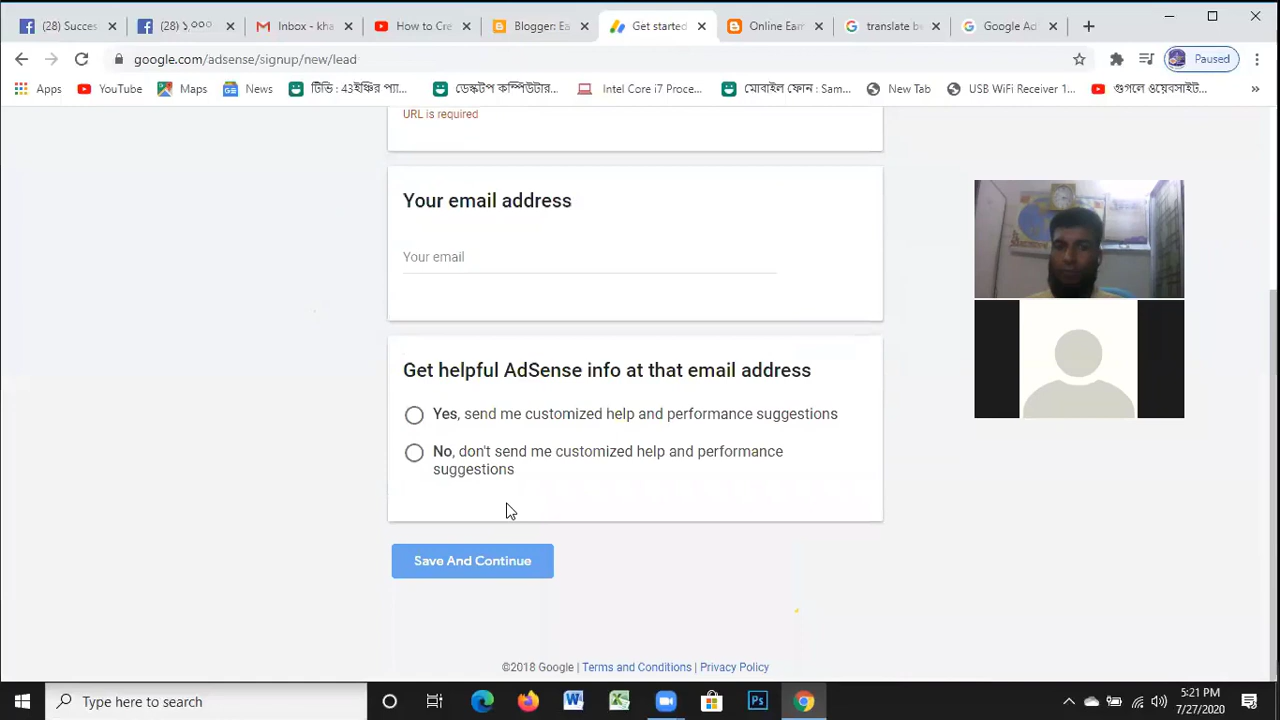 (28) Succes
(28) ১ ০০০
Inbox - kha
How to Cre
Blogger: Ea
Get started
Online Earn
translate be
Google Ad
google.com/adsense/signup/new/lead
Paused
Apps
YouTube
Maps
News
টিভি : 43ইঞ্চির প্যা...
ডেস্কটপ কম্পিউটার...
Intel Core i7 Proce...
মোবাইল ফোন : Sam...
New Tab
USB WiFi Receiver 1...
গুগলে ওয়েবসাইট...
URL is required
Your email address
Your email
Get helpful AdSense info at that email address
Yes, send me customized help and performance suggestions
No, don't send me customized help and performance
suggestions
Save And Continue
©2018 Google | Terms and Conditions | Privacy Policy
Type here to search
5:21 PM
7/27/2020